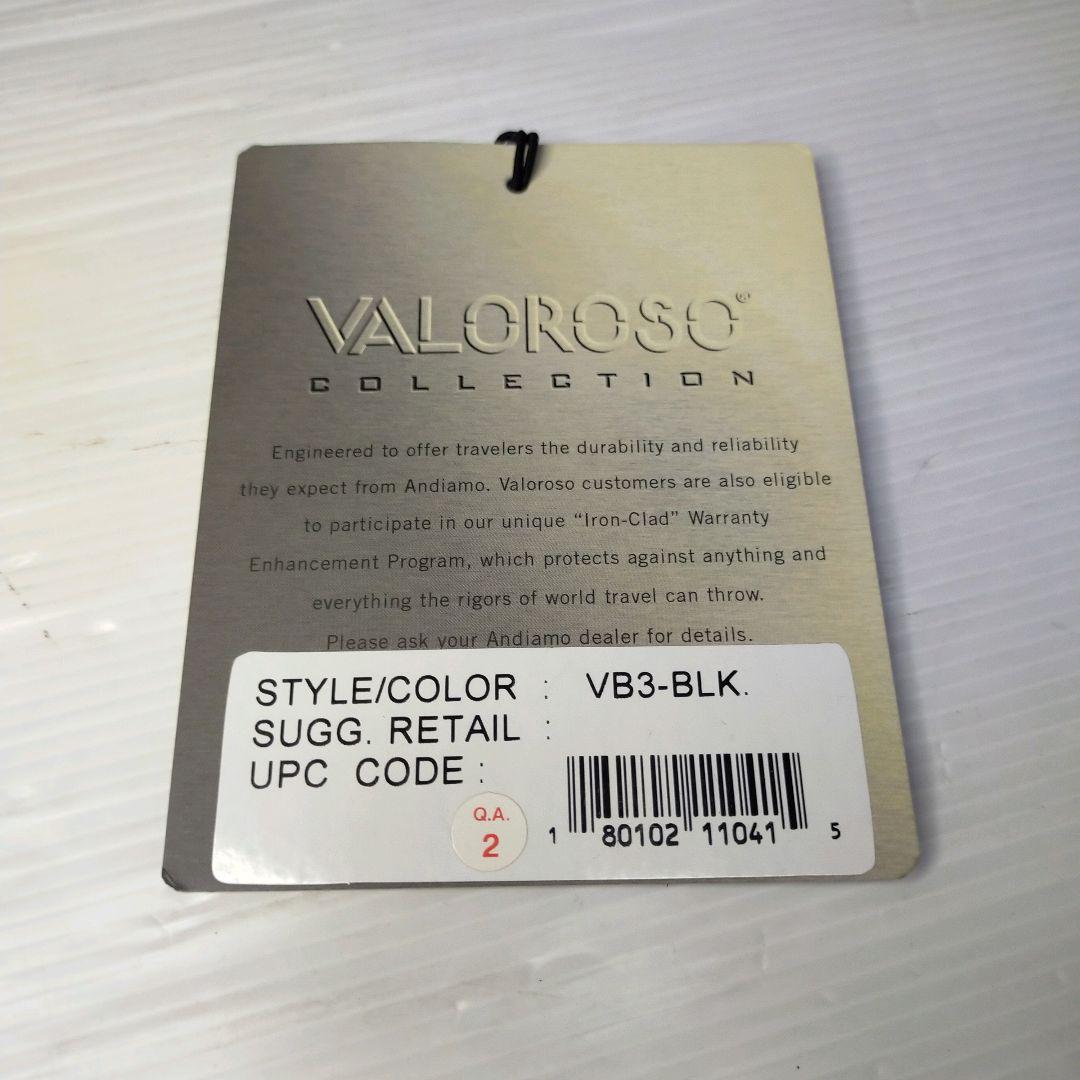 VALOROSO®
COLLECTION
Engineered to offer travelers the durability and reliability
they expect from Andiamo. Valoroso customers are also eligible
to participate in our unique “Iron-Clad” Warranty
Enhancement Program, which protects against anything and
everything the rigors of world travel can throw.
Please ask your Andiamo dealer for details.
STYLE/COLOR : VB3-BLK.
SUGG. RETAIL :
UPC CODE :
Q.A.
2
1 80102 11041 5